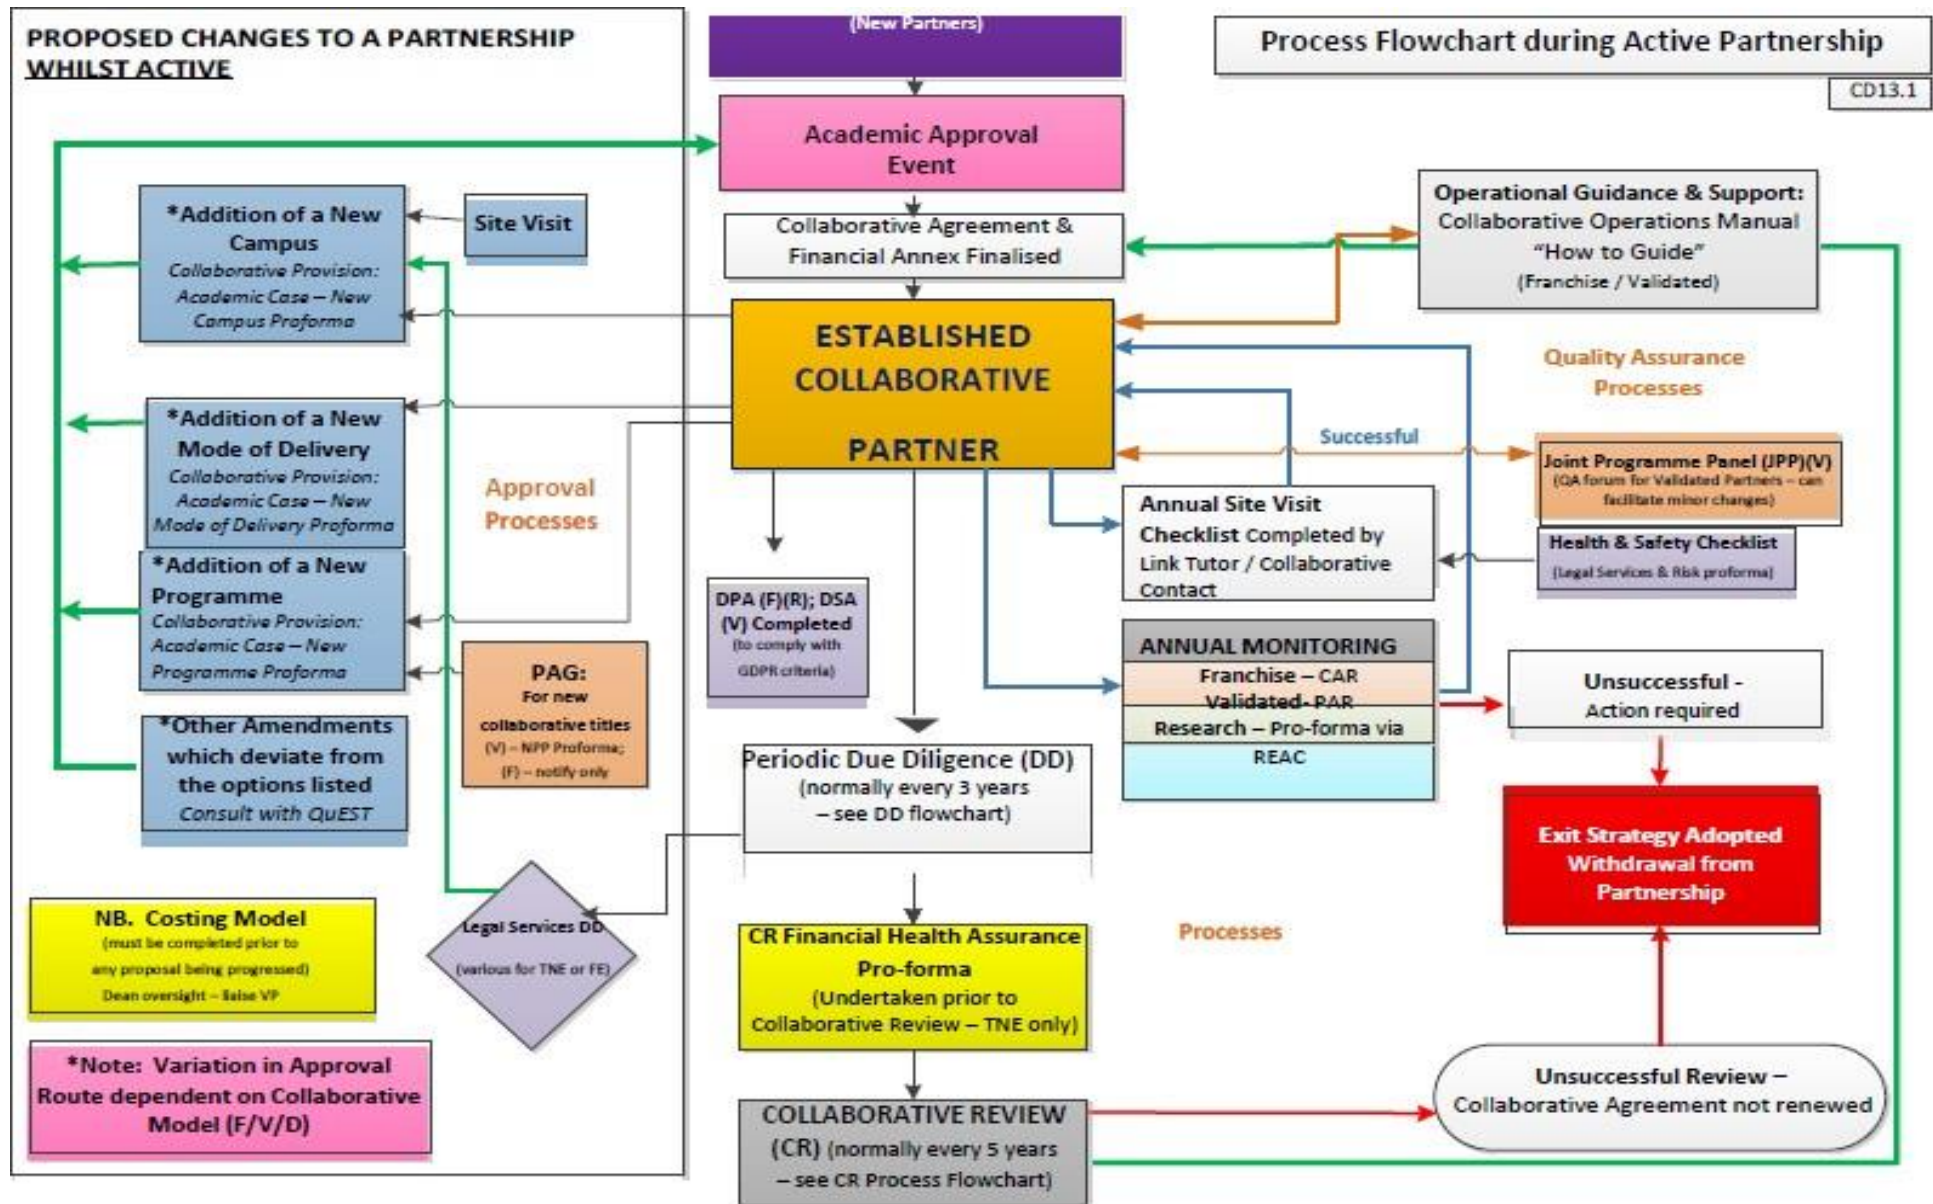 PROPOSED CHANGES TO A PARTNERSHIP
WHILST ACTIVE
(New Partners)
Process Flowchart during Active Partnership
CD13.1
Academic Approval
Event
*Addition of a New
Campus
Collaborative Provision:
Academic Case – New
Campus Proforma
Site Visit
Collaborative Agreement &
Financial Annex Finalised
Operational Guidance & Support:
Collaborative Operations Manual
“How to Guide”
(Franchise / Validated)
ESTABLISHED
COLLABORATIVE
PARTNER
Quality Assurance
Processes
*Addition of a New
Mode of Delivery
Collaborative Provision:
Academic Case – New
Mode of Delivery Proforma
Approval
Processes
Successful
Joint Programme Panel (JPP)(V)
(QA forum for Validated Partners – can
facilitate minor changes)
Annual Site Visit
Checklist Completed by
Link Tutor / Collaborative
Contact
Health & Safety Checklist
(Legal Services & Risk proforma)
*Addition of a New
Programme
Collaborative Provision:
Academic Case – New
Programme Proforma
DPA (F)(R); DSA
(V) Completed
(to comply with
GDPR criteria)
PAG:
For new
collaborative titles
(V) – NPP Proforma;
(F) – notify only
ANNUAL MONITORING
Franchise – CAR
Validated- PAR
Research – Pro-forma via
REAC
Unsuccessful -
Action required
*Other Amendments
which deviate from
the options listed
Consult with QuEST
Periodic Due Diligence (DD)
(normally every 3 years
– see DD flowchart)
Exit Strategy Adopted
Withdrawal from
Partnership
NB. Costing Model
(must be completed prior to
any proposal being progressed)
Dean oversight – liaise VP
Legal Services DD
(various for TNE or FE)
CR Financial Health Assurance
Pro-forma
(Undertaken prior to
Collaborative Review – TNE only)
Processes
*Note: Variation in Approval
Route dependent on Collaborative
Model (F/V/D)
COLLABORATIVE REVIEW
(CR) (normally every 5 years
– see CR Process Flowchart)
Unsuccessful Review –
Collaborative Agreement not renewed